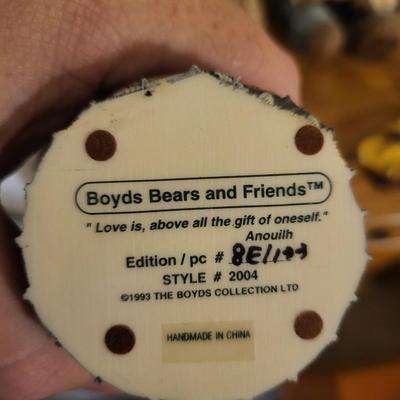 Boyds Bears and Friends™
" Love is, above all the gift of oneself."
Anouilh
Edition / pc # 8E/
STYLE # 2004
©1993 THE BOYDS COLLECTION LTD
HANDMADE IN CHINA